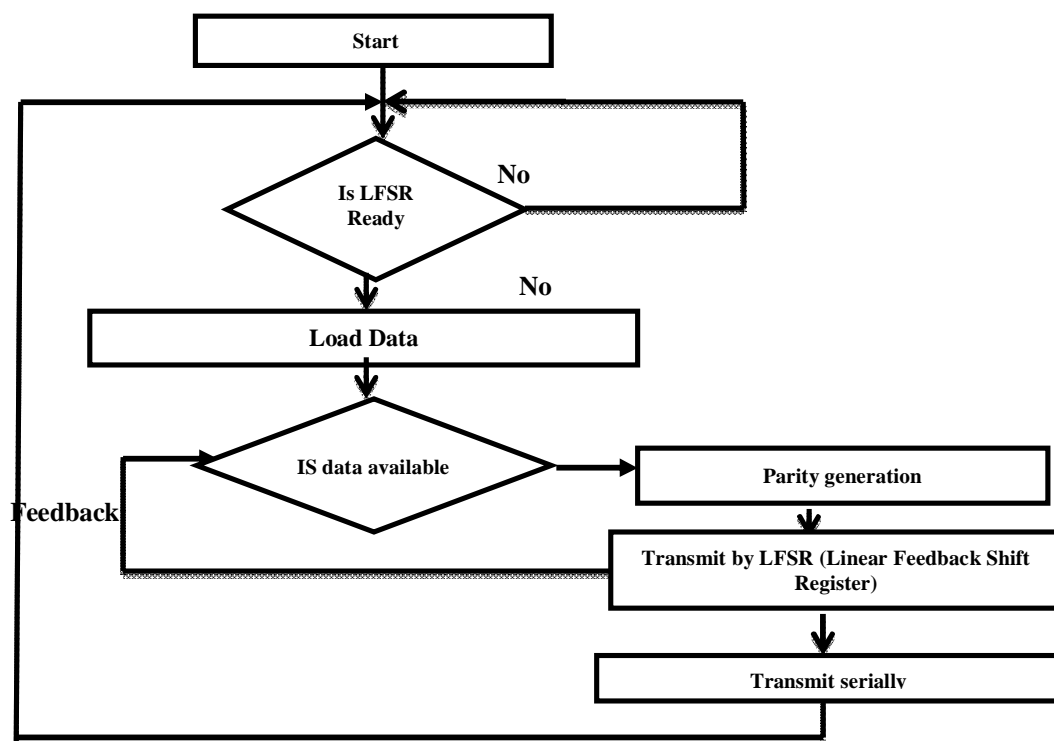 Start
No
Is LFSR
Ready
No
Load Data
IS data available
Parity generation
Feedback
Transmit by LFSR (Linear Feedback Shift
Register)
Transmit serially